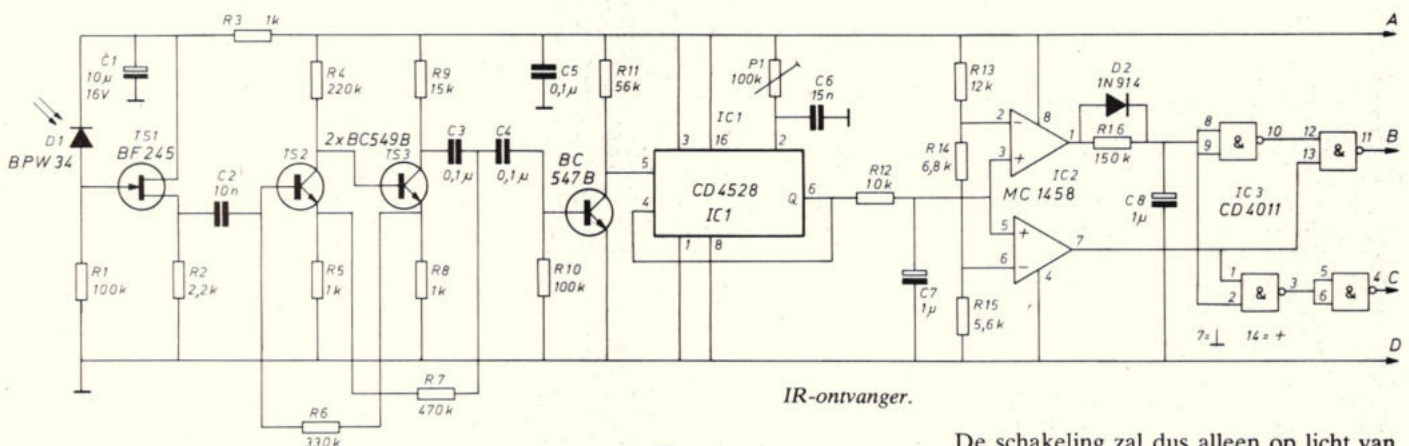 R3 1k
A
C1
10µ
16V
D1
BPW34
TS1
BF245
R1
100k
C2
10n
R2
2,2k
R4
220k
TS2
2xBC549B
TS3
R5
1k
R6
330k
R7
470k
R9
15k
C3
0,1µ
C4
0,1µ
R8
1k
C5
0,1µ
BC
547B
R10
100k
R11
56k
IC1
3
16
2
5
4
CD4528
IC1
Q
6
1
8
P1
100k
C6
15n
R12
10k
C7
1µ
R13
12k
R14
6,8k
R15
5,6k
2
−
3
+
8
1
IC2
MC1458
5
+
6
−
7
4
D2
1N914
R16
150k
C8
1µ
8
9
&
10
12
13
&
11
B
IC3
CD4011
1
2
&
3
5
6
&
4
C
7=⊥ 14=+
D
IR-ontvanger.
De schakeling zal dus alleen op licht van